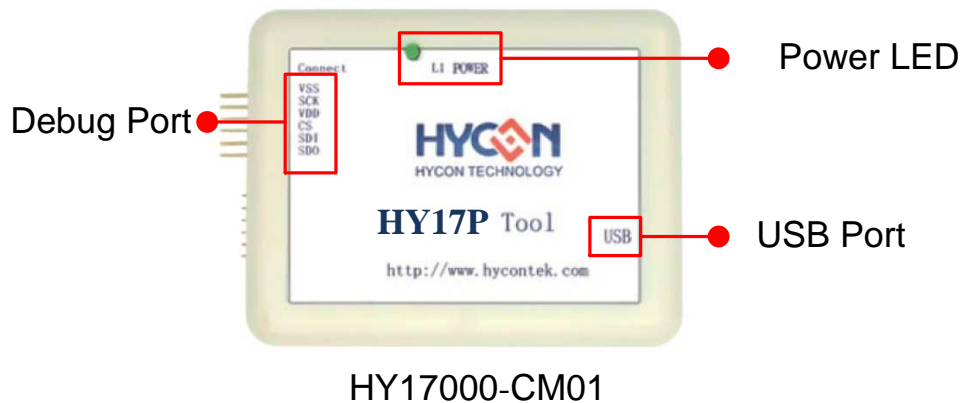 Power LED
Connect
L1 POWER
VSS
SCK
VDD
CS
SDI
SDO
Debug Port
HYCON
HYCON TECHNOLOGY
HY17P Tool
USB
USB Port
http://www.hycontek.com
HY17000-CM01